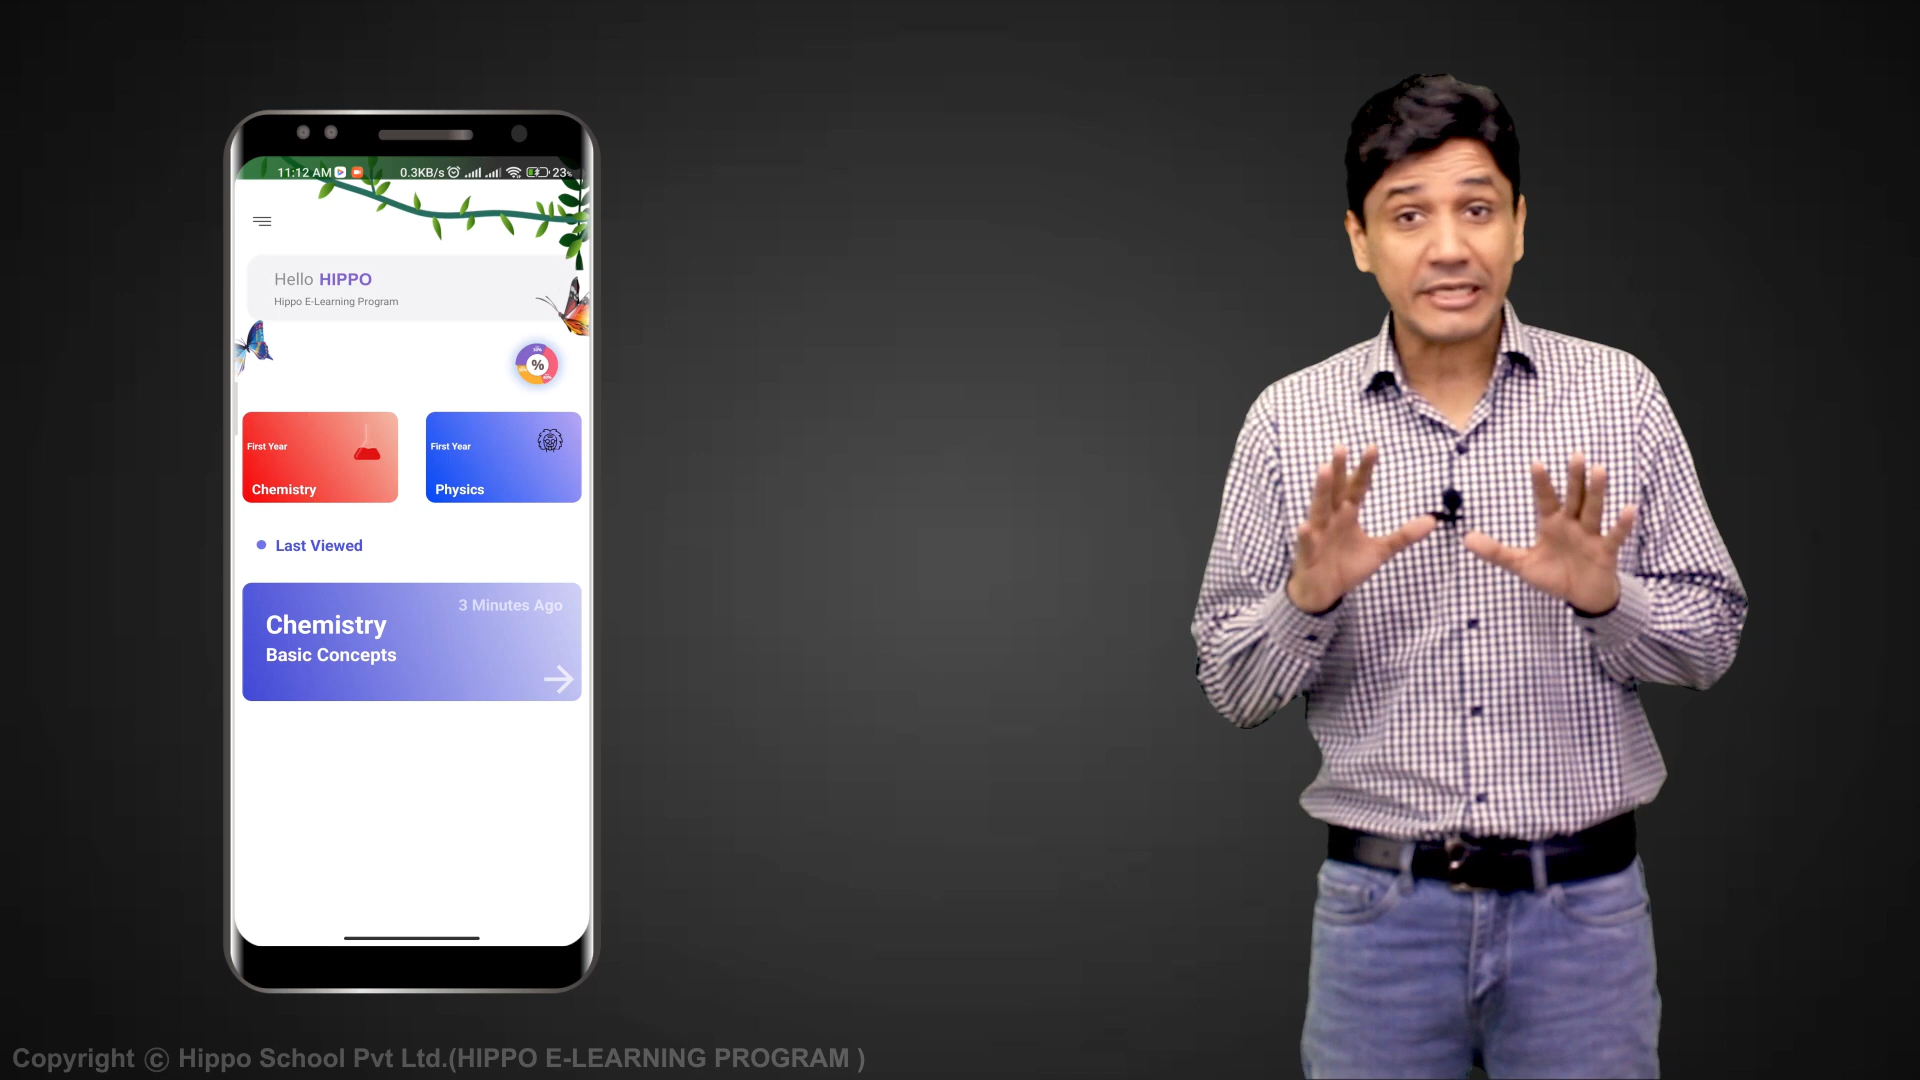 11:12 AM 0.3KB/s 23%
Hello HIPPO
Hippo E-Learning Program
%
First Year
Chemistry
First Year
Physics
Last Viewed
3 Minutes Ago
Chemistry
Basic Concepts
Copyright © Hippo School Pvt Ltd.(HIPPO E-LEARNING PROGRAM )